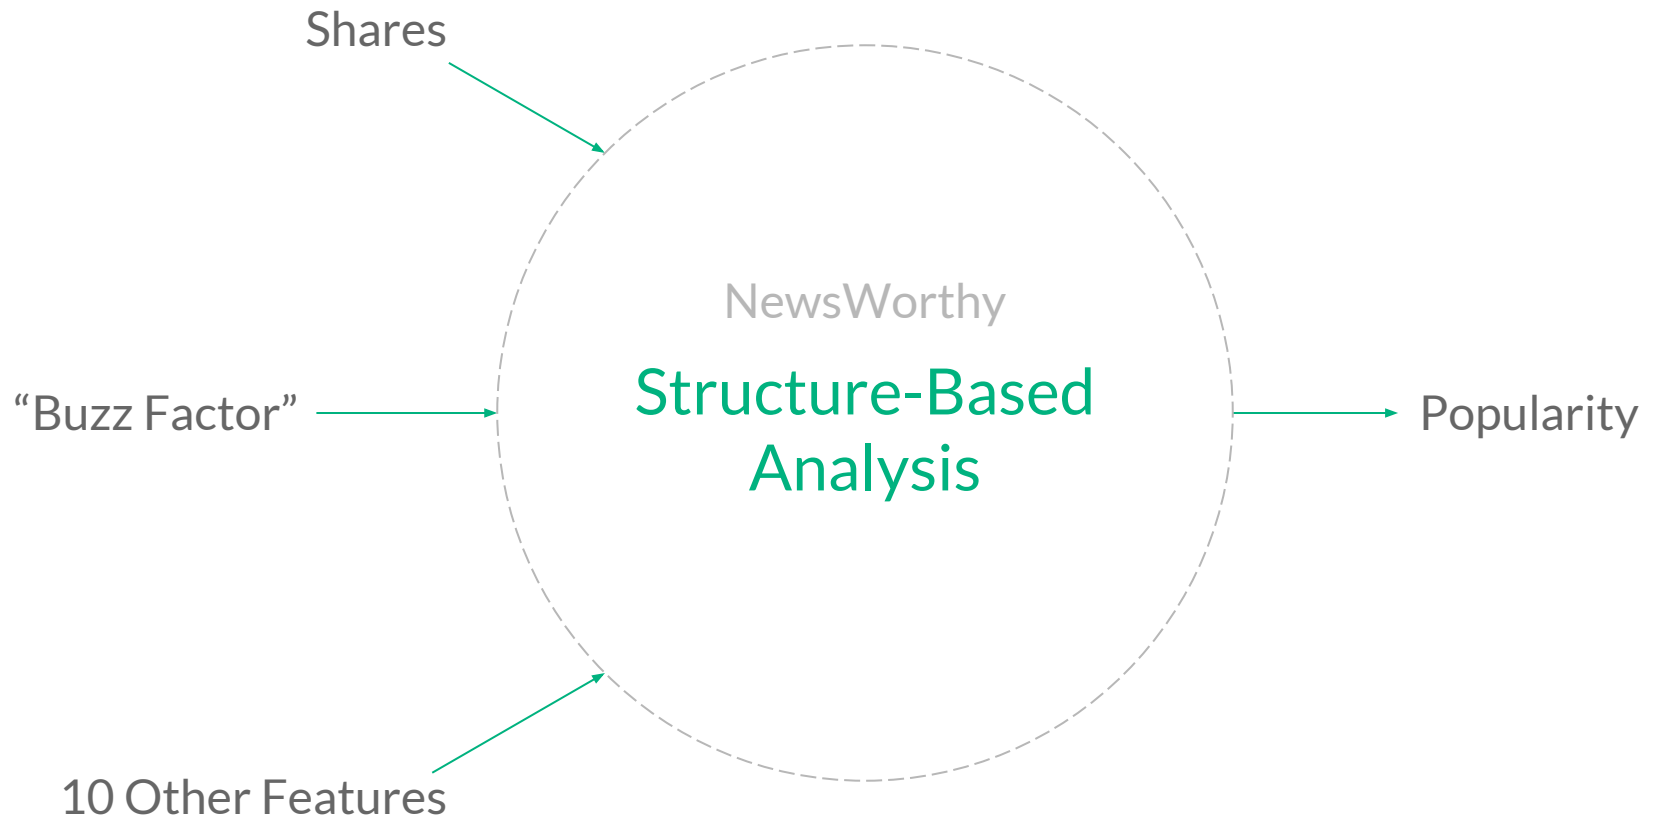 Shares
NewsWorthy
Structure-Based
Analysis
“Buzz Factor”
Popularity
10 Other Features